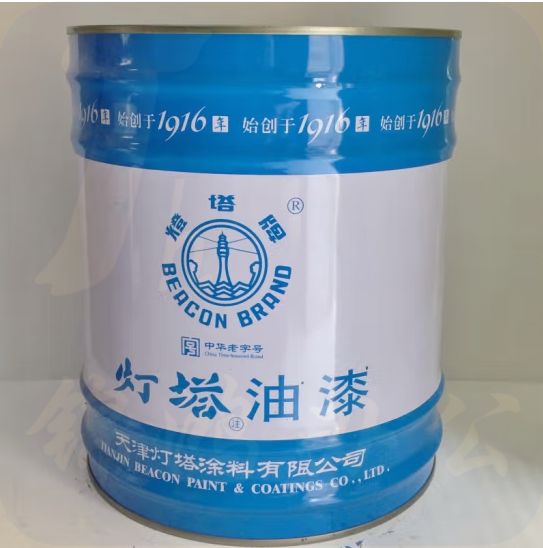 1916 年 始创于1916 年 始创于1916 年 始创于1916
燈塔牌 ®
BEACON BRAND
中华老字号
China Time-honored Brand
灯塔油漆
注
天津灯塔涂料有限公司
TIANJIN BEACON PAINT & COATINGS CO.,LTD.